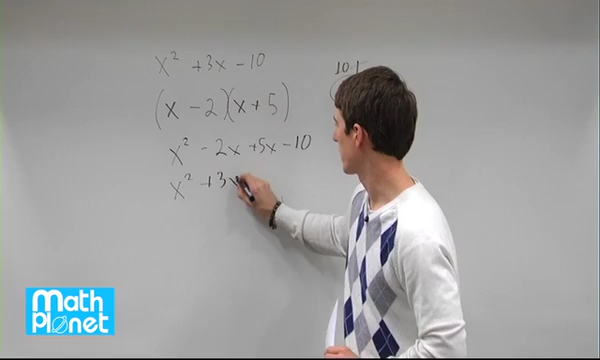 x² +3x -10
10·1
(x - 2)(x + 5)
x² - 2x +5x -10
x² +3x
Math
Planet